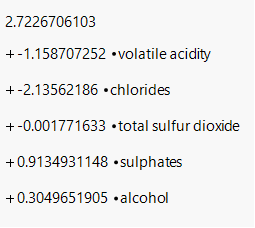 2.7226706103
+ -1.158707252 •volatile acidity
+ -2.13562186 •chlorides
+ -0.001771633 •total sulfur dioxide
+ 0.9134931148 •sulphates
+ 0.3049651905 •alcohol